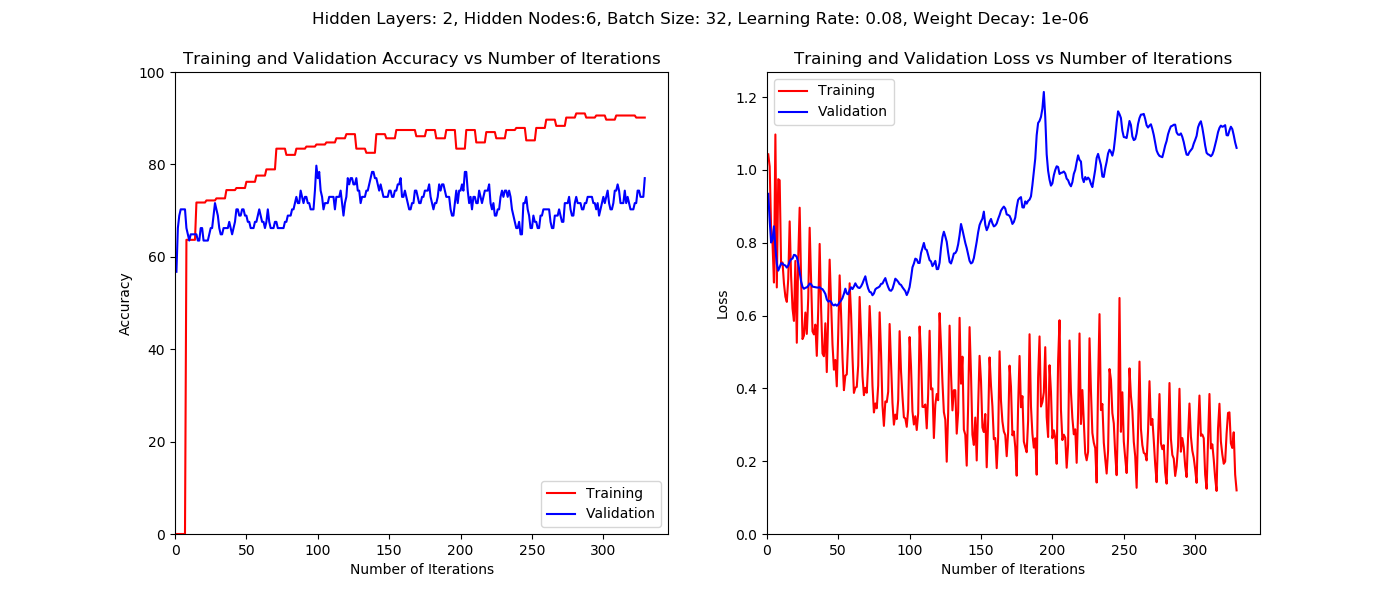 Hidden Layers: 2, Hidden Nodes:6, Batch Size: 32, Learning Rate: 0.08, Weight Decay: 1e-06
Training and Validation Accuracy vs Number of Iterations
100
80
60
40
20
0
Accuracy
0 50 100 150 200 250 300
Number of Iterations
Training
Validation
Training and Validation Loss vs Number of Iterations
Training
Validation
1.2
1.0
0.8
0.6
0.4
0.2
0.0
Loss
0 50 100 150 200 250 300
Number of Iterations